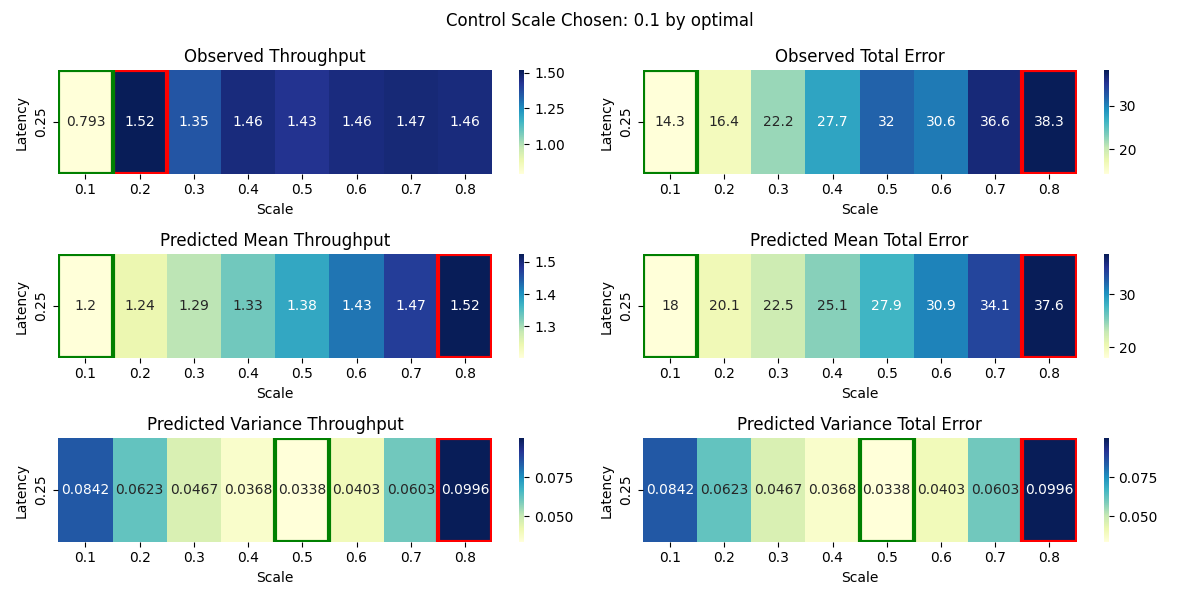 Control Scale Chosen: 0.1 by optimal
Observed Throughput
Latency
0.25
0.793 1.52 1.35 1.46 1.43 1.46 1.47 1.46
0.1 0.2 0.3 0.4 0.5 0.6 0.7 0.8
Scale
1.50
1.25
1.00
Observed Total Error
Latency
0.25
14.3 16.4 22.2 27.7 32 30.6 36.6 38.3
0.1 0.2 0.3 0.4 0.5 0.6 0.7 0.8
Scale
30
20
Predicted Mean Throughput
Latency
0.25
1.2 1.24 1.29 1.33 1.38 1.43 1.47 1.52
0.1 0.2 0.3 0.4 0.5 0.6 0.7 0.8
Scale
1.5
1.4
1.3
Predicted Mean Total Error
Latency
0.25
18 20.1 22.5 25.1 27.9 30.9 34.1 37.6
0.1 0.2 0.3 0.4 0.5 0.6 0.7 0.8
Scale
30
20
Predicted Variance Throughput
Latency
0.25
0.0842 0.0623 0.0467 0.0368 0.0338 0.0403 0.0603 0.0996
0.1 0.2 0.3 0.4 0.5 0.6 0.7 0.8
Scale
0.075
0.050
Predicted Variance Total Error
Latency
0.25
0.0842 0.0623 0.0467 0.0368 0.0338 0.0403 0.0603 0.0996
0.1 0.2 0.3 0.4 0.5 0.6 0.7 0.8
Scale
0.075
0.050